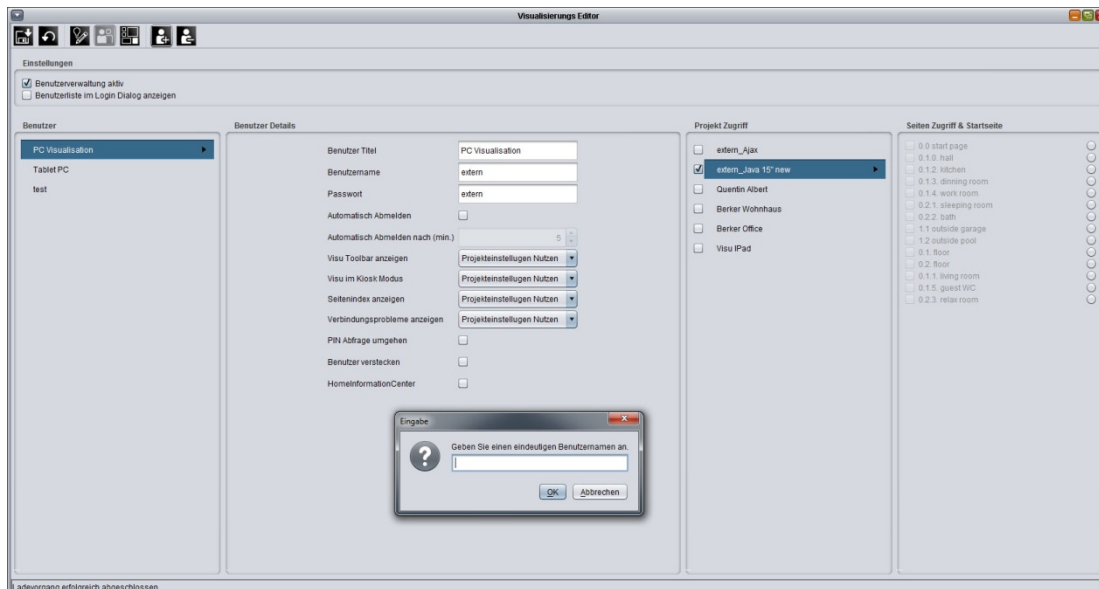 Visualisierungs Editor
Einstellungen
Benutzerverwaltung aktiv
Benutzerliste im Login Dialog anzeigen
Benutzer
PC Visualisation
Tablet PC
test
Benutzer Details
Benutzer Titel PC Visualisation
Benutzername extern
Passwort extern
Automatisch Abmelden
Automatisch Abmelden nach (min.) 5
Visu Toolbar anzeigen Projekteinstellugen Nutzen
Visu im Kiosk Modus Projekteinstellugen Nutzen
Seitenindex anzeigen Projekteinstellugen Nutzen
Verbindungsprobleme anzeigen Projekteinstellugen Nutzen
PIN Abfrage umgehen
Benutzer verstecken
HomeInformationCenter
Projekt Zugriff
extern_Ajax
extern_Java 15" new
Quentin Albert
Berker Wohnhaus
Berker Office
Visu IPad
Seiten Zugriff & Startseite
0.0 start page
0.1.0. hall
0.1.2. kitchen
0.1.3. dinning room
0.1.4. work room
0.2.1. sleeping room
0.2.2. bath
1.1 outside garage
1.2 outside pool
0.1. floor
0.2. floor
0.1.1. living room
0.1.5. guest WC
0.2.3. relax room
Eingabe
Geben Sie einen eindeutigen Benutzernamen an.
OK Abbrechen
Ladevorgang erfolgreich abgeschlossen